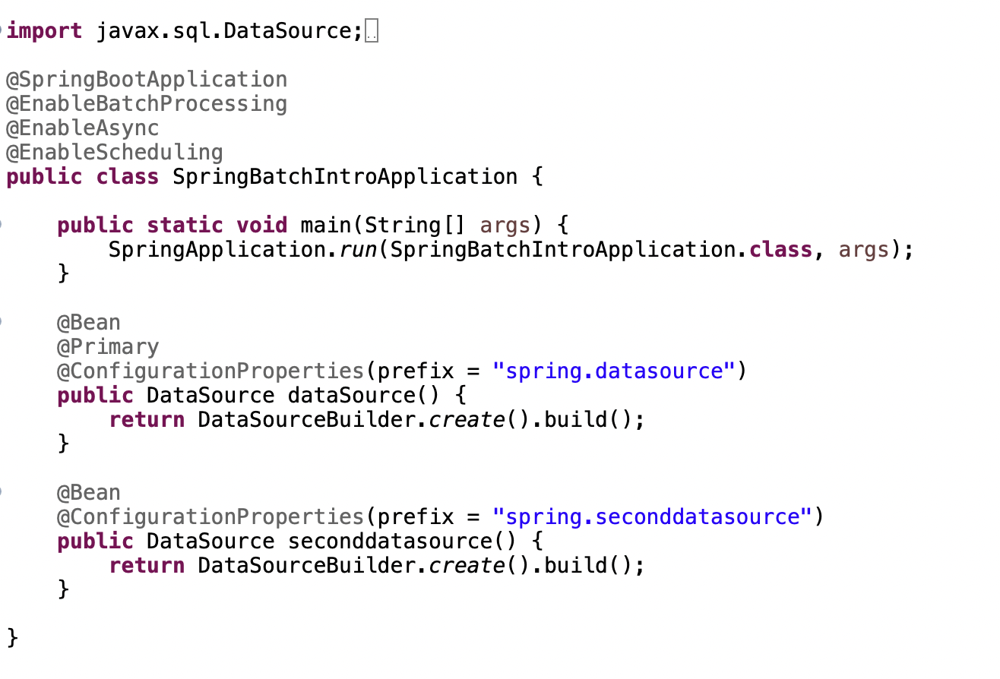 import javax.sql.DataSource;
@SpringBootApplication
@EnableBatchProcessing
@EnableAsync
@EnableScheduling
public class SpringBatchIntroApplication {
public static void main(String[] args) {
SpringApplication.run(SpringBatchIntroApplication.class, args);
}
@Bean
@Primary
@ConfigurationProperties(prefix = "spring.datasource")
public DataSource dataSource() {
return DataSourceBuilder.create().build();
}
@Bean
@ConfigurationProperties(prefix = "spring.seconddatasource")
public DataSource seconddatasource() {
return DataSourceBuilder.create().build();
}
}